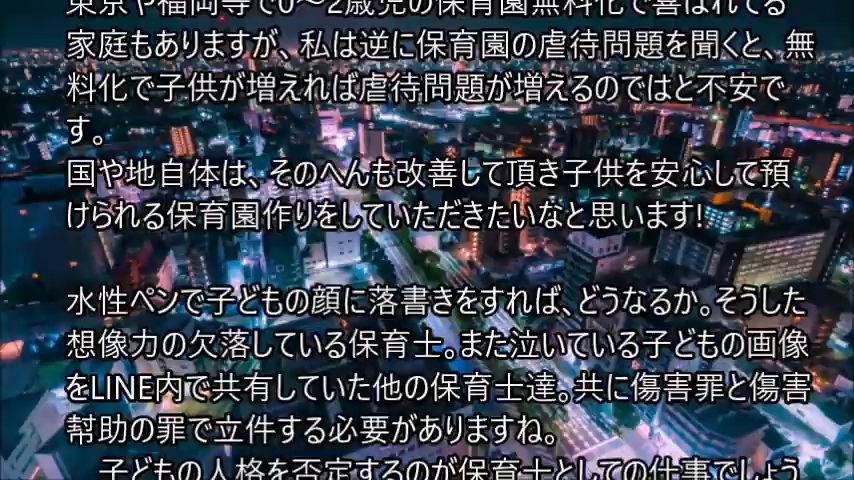 東京や福岡等で0～2歳児の保育園無料化で喜ばれてる
家庭もありますが、私は逆に保育園の虐待問題を聞くと、無
料化で子供が増えれば虐待問題が増えるのではと不安で
す。
国や地自体は、そのへんも改善して頂き子供を安心して預
けられる保育園作りをしていただきたいなと思います!
水性ペンで子どもの顔に落書きをすれば、どうなるか。そうした
想像力の欠落している保育士。また泣いている子どもの画像
をLINE内で共有していた他の保育士達。共に傷害罪と傷害
幇助の罪で立件する必要がありますね。
子どもの人格を否定するのが保育士としての仕事でしょう